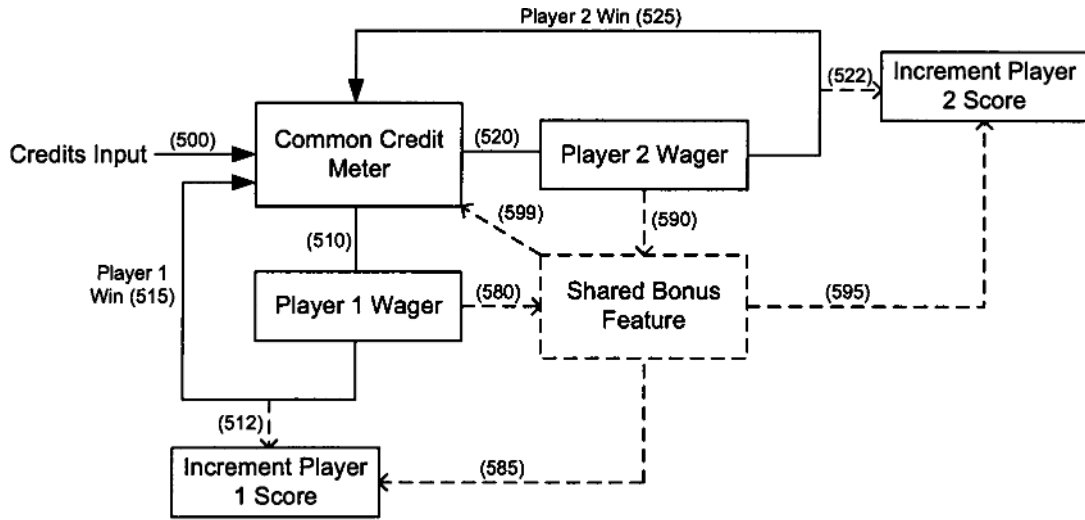 Player 2 Win (525)
(522)
Increment Player
2 Score
(500)
Credits Input
Common Credit
Meter
(520)
Player 2 Wager
(599)
(590)
(510)
Player 1
Win (515)
Player 1 Wager
(580)
Shared Bonus
Feature
(595)
(512)
Increment Player
1 Score
(585)